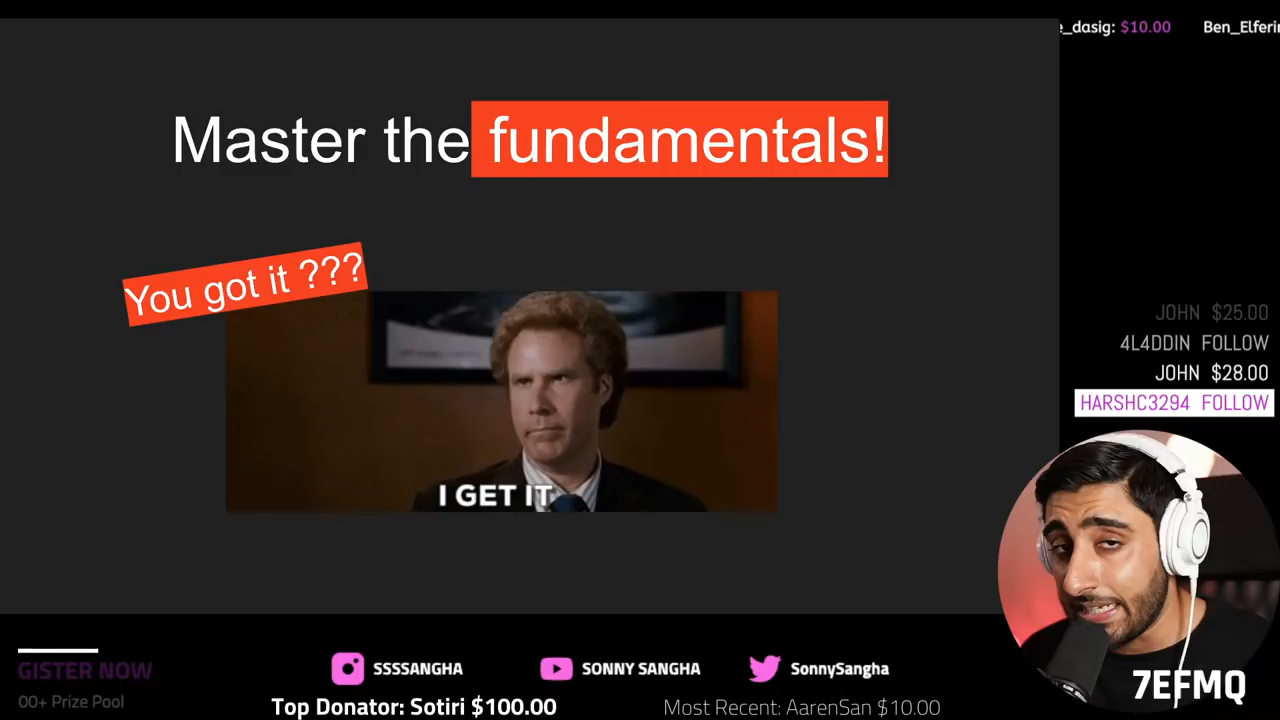 e_dasig: $10.00 Ben_Elferi
Master the fundamentals!
You got it ???
I GET IT
JOHN $25.00
4L4DDIN FOLLOW
JOHN $28.00
HARSHC3294 FOLLOW
GISTER NOW
00+ Prize Pool
SSSSANGHA
SONNY SANGHA
SonnySangha
Top Donator: Sotiri $100.00
Most Recent: AarenSan $10.00
7EFMQ